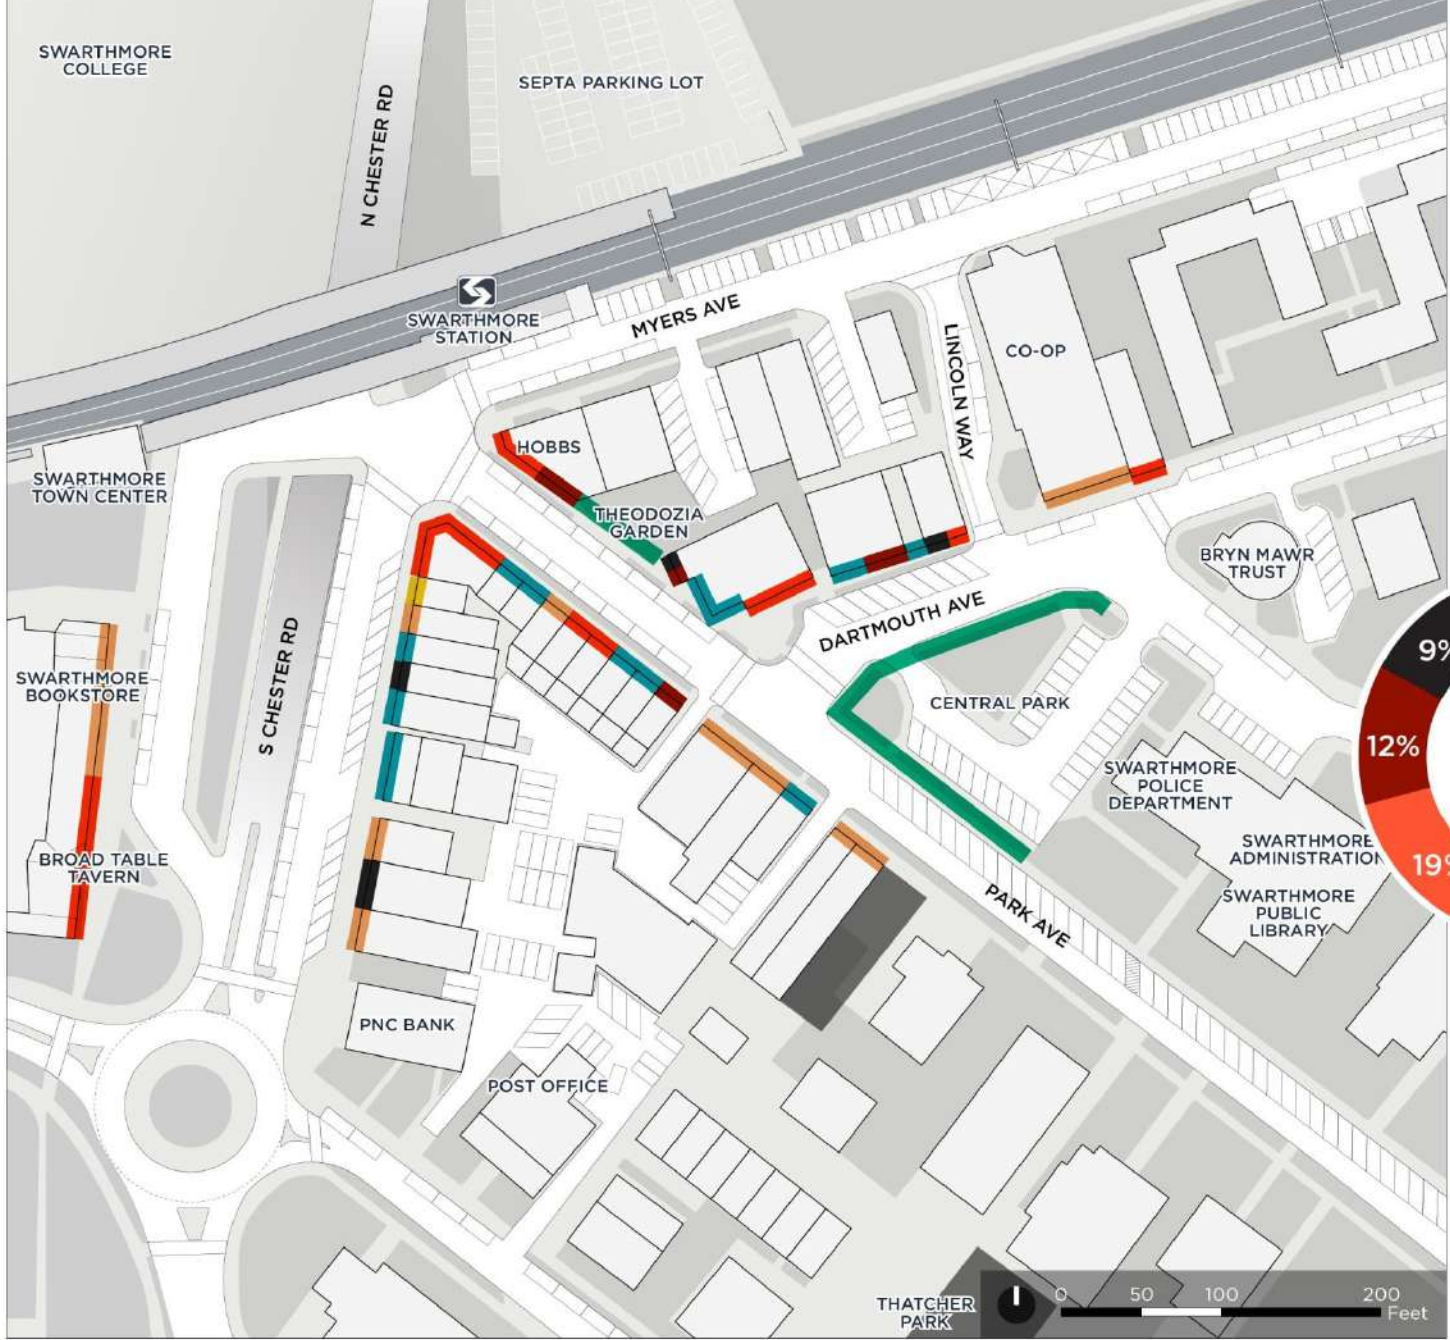 SWARTHMORE
COLLEGE
N CHESTER RD
SEPTA PARKING LOT
SWARTHMORE
STATION
MYERS AVE
LINCOLN WAY
CO-OP
HOBBS
SWARTHMORE
TOWN CENTER
THEODOZIA
GARDEN
BRYN MAWR
TRUST
DARTMOUTH AVE
S CHESTER RD
SWARTHMORE
BOOKSTORE
CENTRAL PARK
9%
12%
19%
SWARTHMORE
POLICE
DEPARTMENT
BROAD TABLE
TAVERN
SWARTHMORE
ADMINISTRATION
SWARTHMORE
PUBLIC
LIBRARY
PARK AVE
PNC BANK
POST OFFICE
THATCHER
PARK
0 50 100 200
Feet